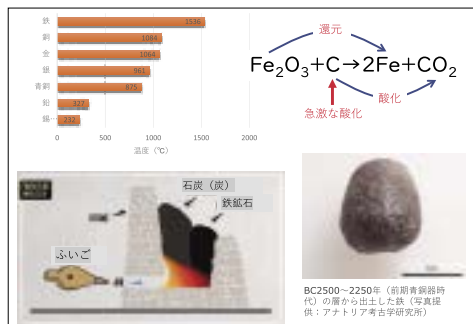 鉄
1536
銅
1084
金
1064
銀
961
青銅
875
鉛
327
錫
232
0
500
1000
1500
2000
温度（℃）
還元
Fe₂O₃+C→2Fe+CO₂
酸化
急激な酸化
石炭（炭）
鉄鉱石
ふいご
BC2500～2250年（前期青銅器時
代）の層から出土した鉄（写真提
供：アナトリア考古学研究所）